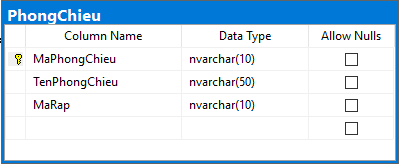 PhongChieu
Column Name Data Type Allow Nulls
MaPhongChieu nvarchar(10)
TenPhongChieu nvarchar(50)
MaRap nvarchar(10)